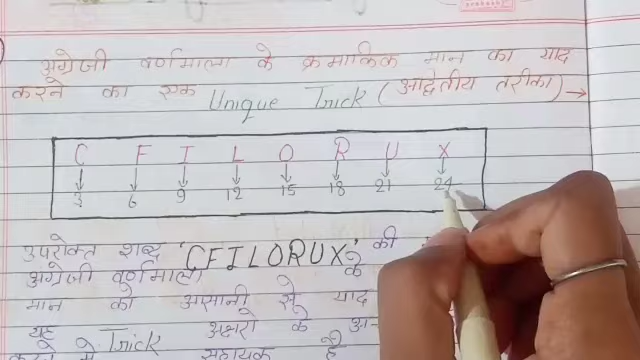 अंग्रेजी वर्णमाला के क्रमांकिक मान का याद
करने का एक Unique Trick (अद्वितीय तरीका) →
C F I L O R U X
3 6 9 12 15 18 21 24
उपरोक्त शब्द 'CFILORUX' की
अंग्रेजी वर्णमाला के
मान को आसानी से याद
यह Trick अक्षरो के अ-
सहायक है